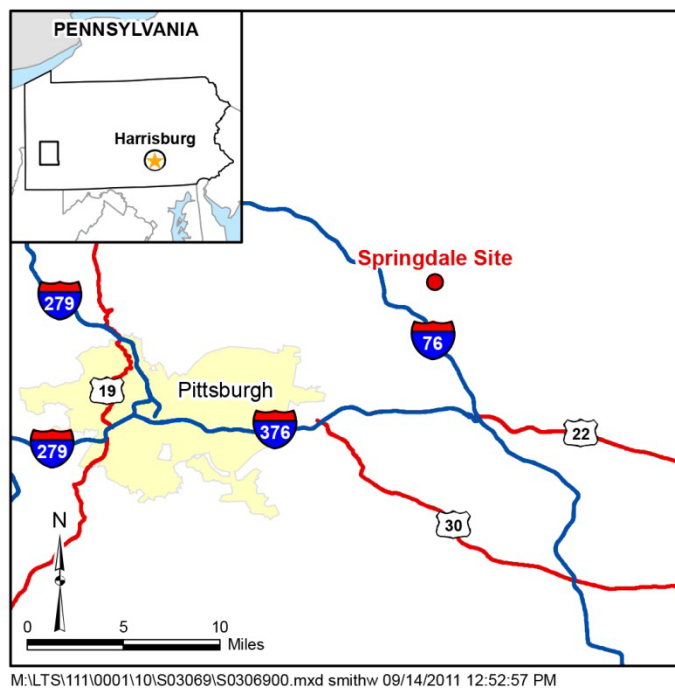 PENNSYLVANIA
Harrisburg
Springdale Site
279
76
19
Pittsburgh
376
22
279
30
N
0 5 10
Miles
M:\LTS\111\0001\10\S03069\S0306900.mxd smithw 09/14/2011 12:52:57 PM